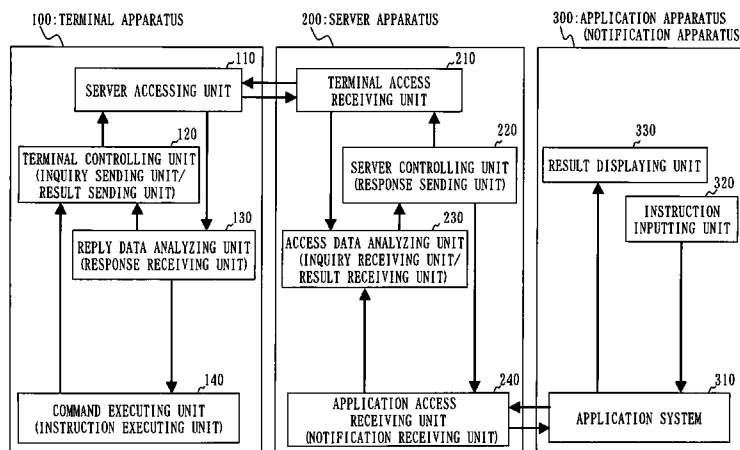 100:TERMINAL APPARATUS
200:SERVER APPARATUS
300:APPLICATION APPARATUS
(NOTIFICATION APPARATUS)
110
SERVER ACCESSING UNIT
210
TERMINAL ACCESS
RECEIVING UNIT
120
TERMINAL CONTROLLING UNIT
(INQUIRY SENDING UNIT/
RESULT SENDING UNIT)
220
SERVER CONTROLLING UNIT
(RESPONSE SENDING UNIT)
330
RESULT DISPLAYING UNIT
320
INSTRUCTION
INPUTTING UNIT
130
REPLY DATA ANALYZING UNIT
(RESPONSE RECEIVING UNIT)
230
ACCESS DATA ANALYZING UNIT
(INQUIRY RECEIVING UNIT/
RESULT RECEIVING UNIT)
140
COMMAND EXECUTING UNIT
(INSTRUCTION EXECUTING UNIT)
240
APPLICATION ACCESS
RECEIVING UNIT
(NOTIFICATION RECEIVING UNIT)
310
APPLICATION SYSTEM